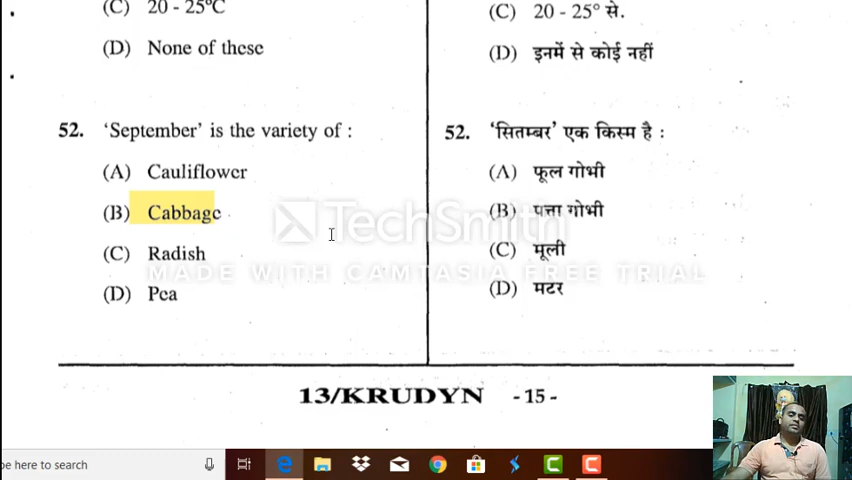 (C) 20 - 25°C
(D) None of these
52. 'September' is the variety of :
(A) Cauliflower
(B) Cabbage
(C) Radish
(D) Pea
(C) 20 - 25° से.
(D) इनमें से कोई नहीं
52. 'सितम्बर' एक किस्म है :
(A) फूल गोभी
(B) पत्ता गोभी
(C) मूली
(D) मटर
TechSmith
MADE WITH CAMTASIA FREE TRIAL
13/KRUDYN - 15 -
pe here to search